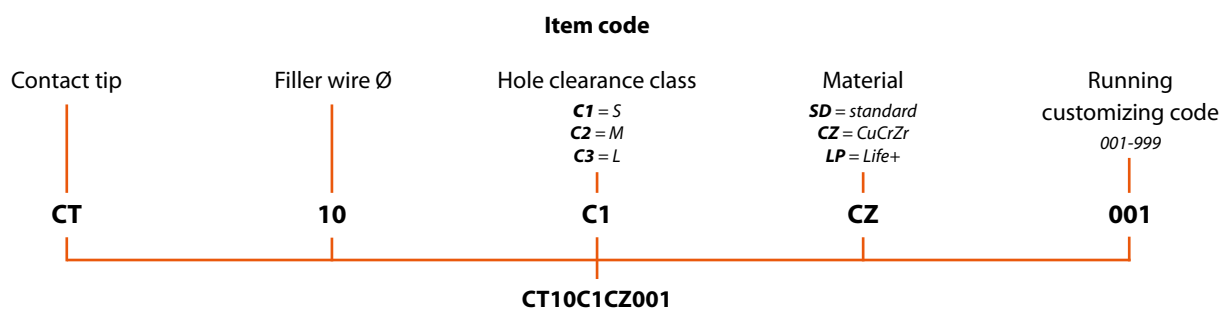 Item code
Contact tip
Filler wire Ø
Hole clearance class
C1 = S
C2 = M
C3 = L
Material
SD = standard
CZ = CuCrZr
LP = Life+
Running
customizing code
001-999
CT
10
C1
CZ
001
CT10C1CZ001